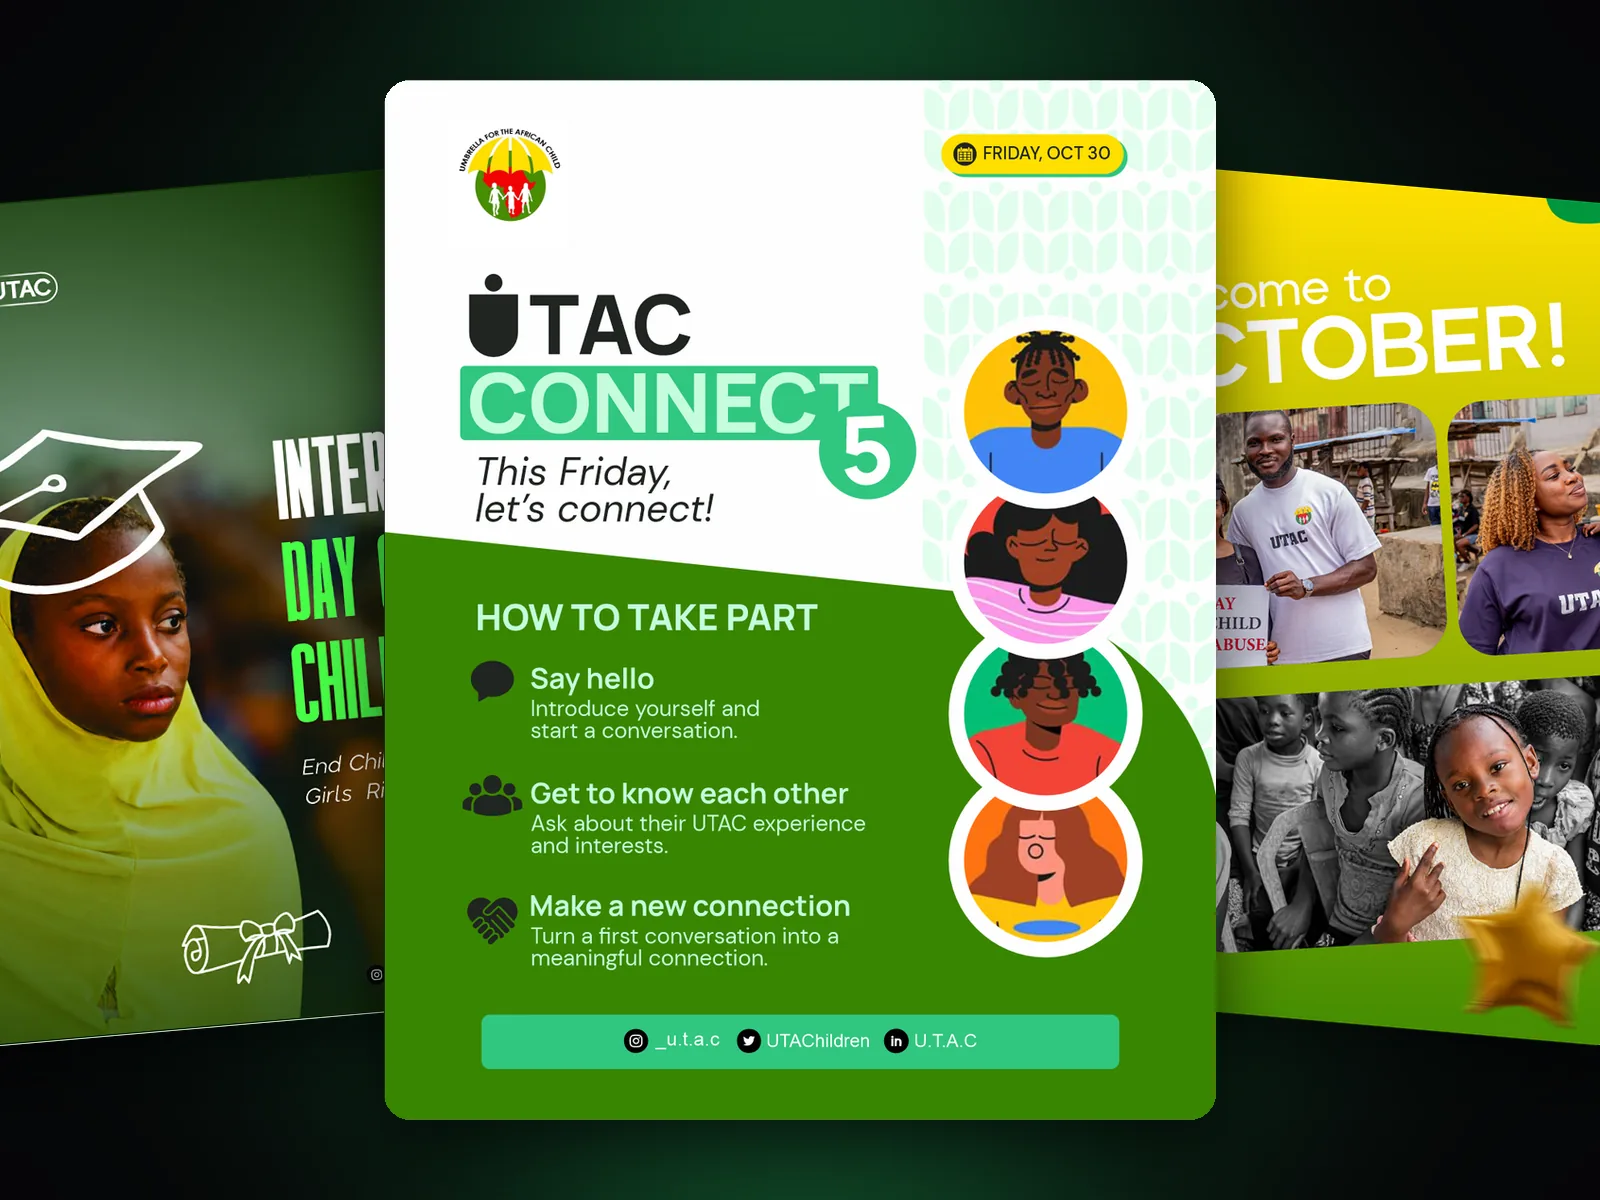 UTAC
INTER
DAY
CHIL
End Chi
Girls Ri
UMBRELLA FOR THE AFRICAN CHILD
FRIDAY, OCT 30
UTAC
CONNECT
5
This Friday,
let's connect!
HOW TO TAKE PART
Say hello
Introduce yourself and
start a conversation.
Get to know each other
Ask about their UTAC experience
and interests.
Make a new connection
Turn a first conversation into a
meaningful connection.
_u.t.a.c UTAChildren U.T.A.C
come to
CTOBER!
UTAC
AY
CHILD
ABUSE
UTA